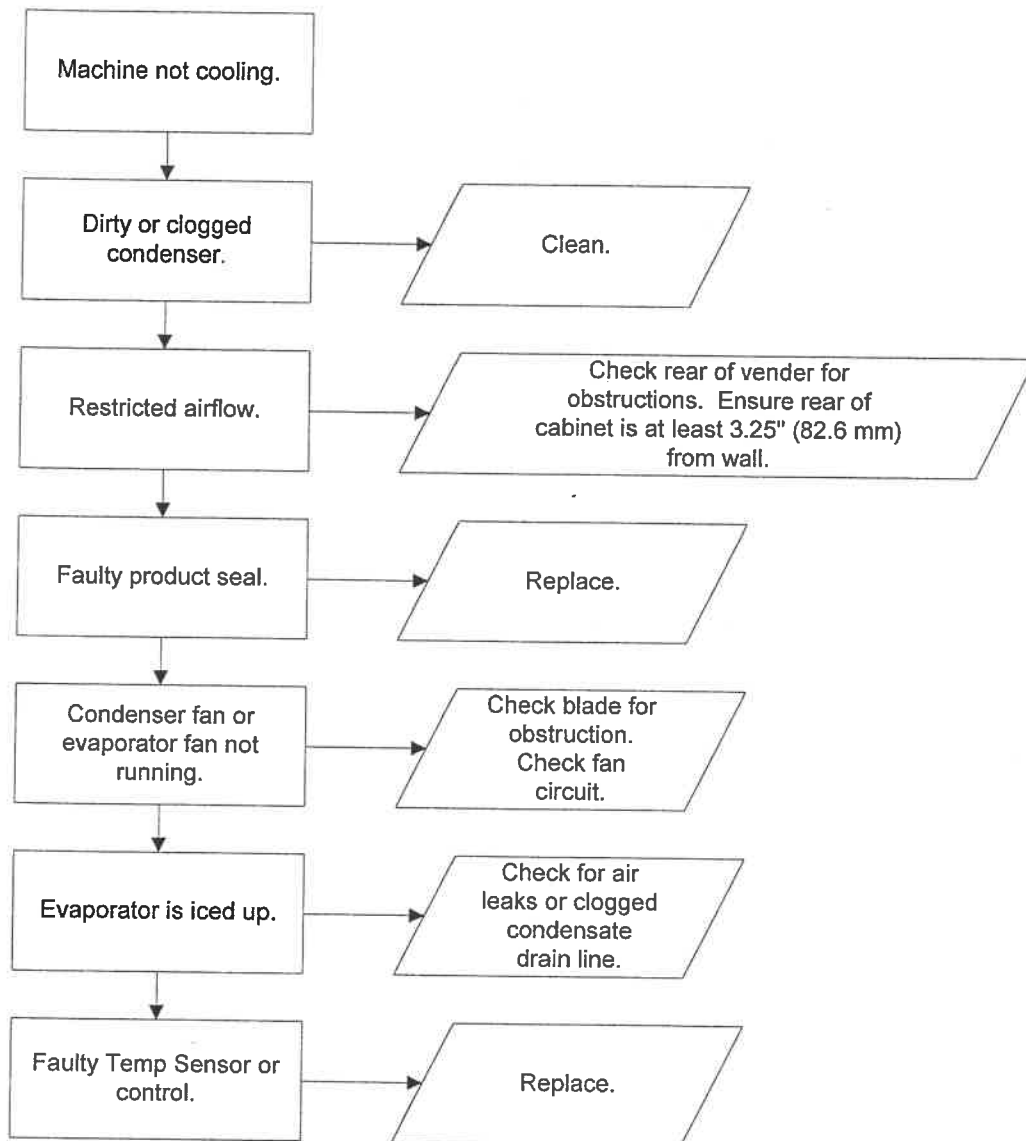 Machine not cooling.
Dirty or clogged
condenser.
Clean.
Restricted airflow.
Check rear of vender for
obstructions.  Ensure rear of
cabinet is at least 3.25" (82.6 mm)
from wall.
Faulty product seal.
Replace.
Condenser fan or
evaporator fan not
running.
Check blade for
obstruction.
Check fan
circuit.
Evaporator is iced up.
Check for air
leaks or clogged
condensate
drain line.
Faulty Temp Sensor or
control.
Replace.